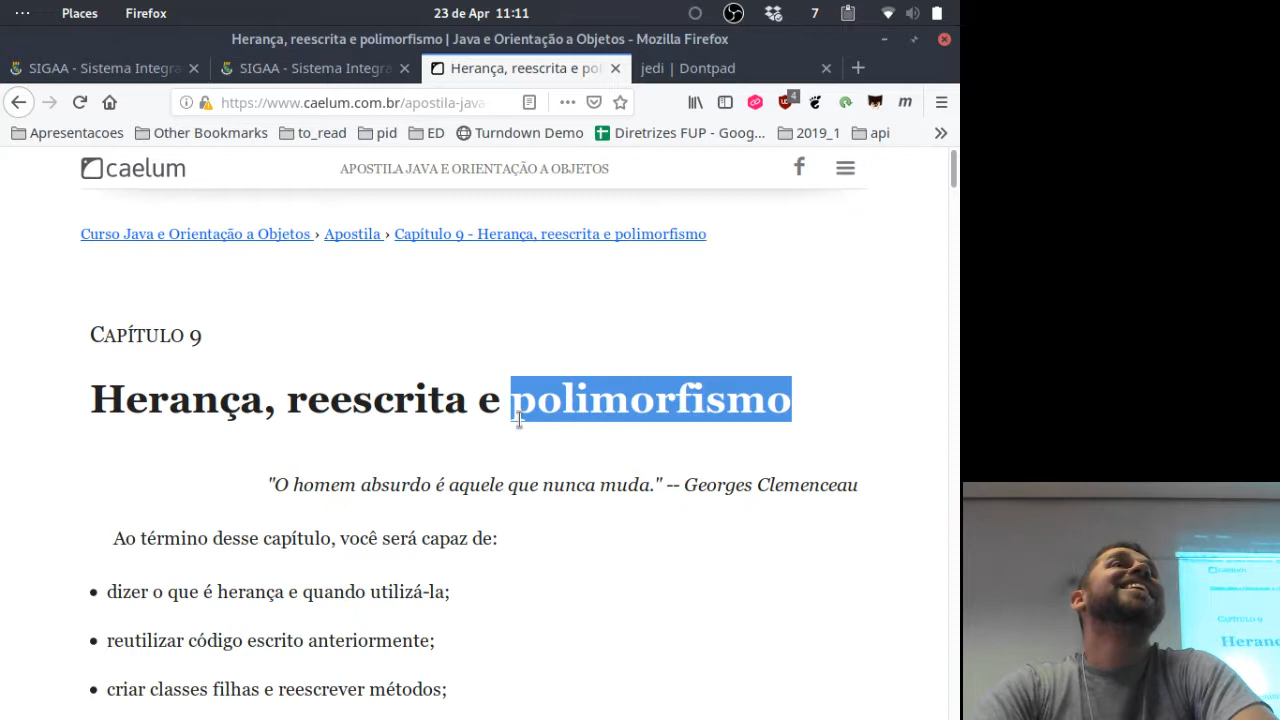 Places Firefox 23 de Apr 11:11 7
Herança, reescrita e polimorfismo | Java e Orientação a Objetos - Mozilla Firefox
SIGAA - Sistema Integra SIGAA - Sistema Integra Herança, reescrita e pol jedi | Dontpad
https://www.caelum.com.br/apostila-java- 4
Apresentacoes Other Bookmarks to_read pid ED Turndown Demo Diretrizes FUP - Goog... 2019_1 api
caelum APOSTILA JAVA E ORIENTAÇÃO A OBJETOS
Curso Java e Orientação a Objetos › Apostila › Capítulo 9 - Herança, reescrita e polimorfismo
CAPÍTULO 9
Herança, reescrita e polimorfismo
"O homem absurdo é aquele que nunca muda." -- Georges Clemenceau
Ao término desse capítulo, você será capaz de:
• dizer o que é herança e quando utilizá-la;
• reutilizar código escrito anteriormente;
• criar classes filhas e reescrever métodos;
caelum
CAPÍTULO 9
Heranç